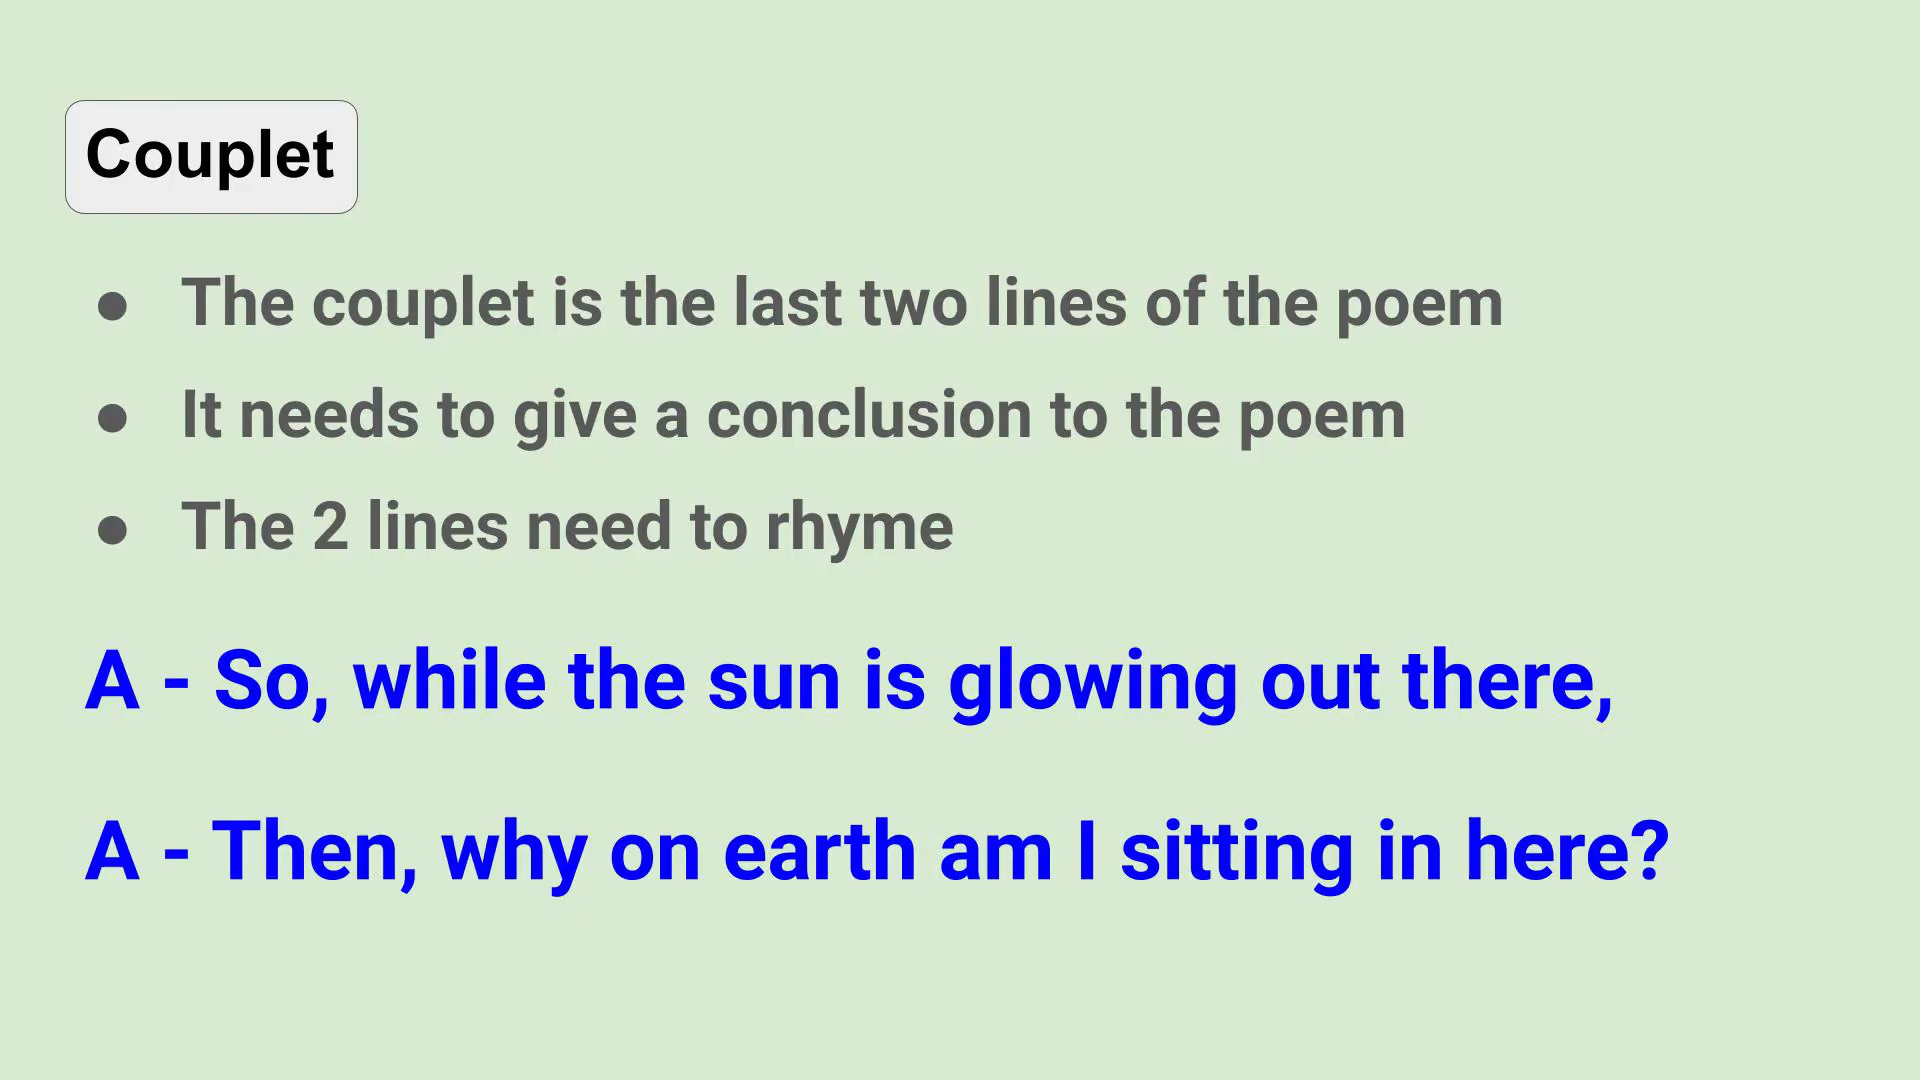 Couplet
● The couplet is the last two lines of the poem
● It needs to give a conclusion to the poem
● The 2 lines need to rhyme
A - So, while the sun is glowing out there,
A - Then, why on earth am I sitting in here?